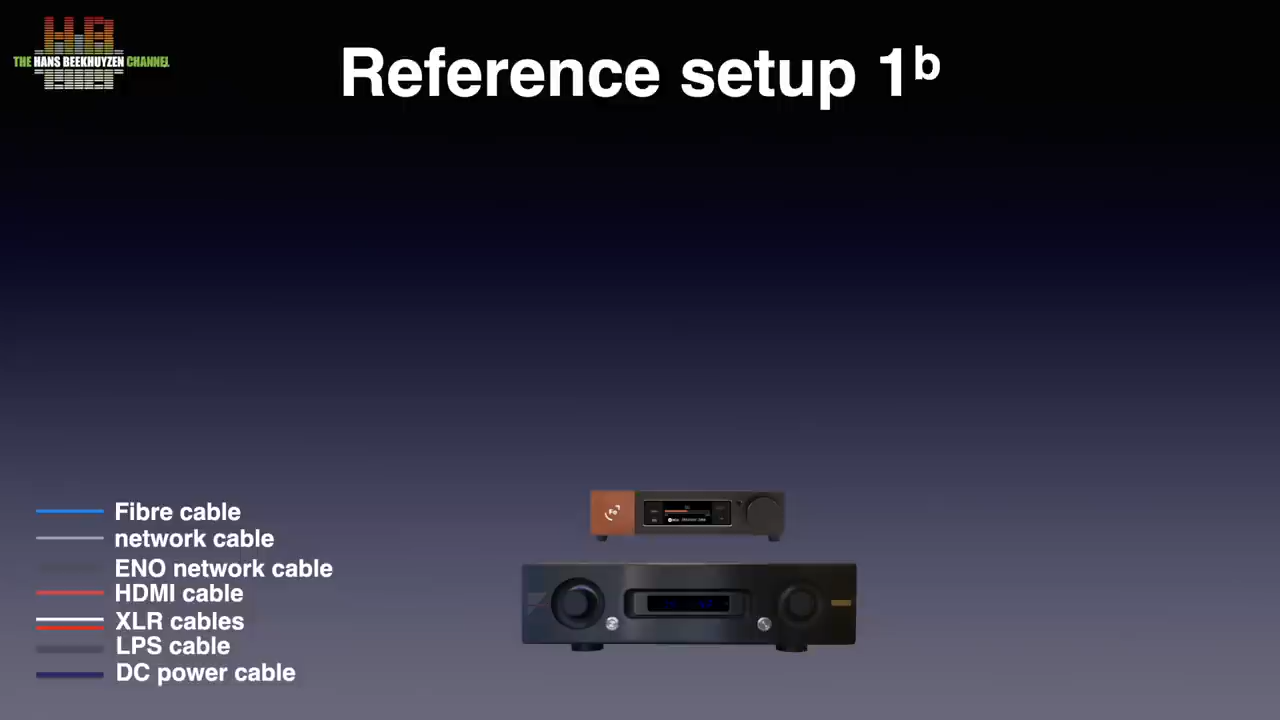 THE HANS BEEKHUYZEN CHANNEL
Reference setup 1ᵇ
Fibre cable
network cable
ENO network cable
HDMI cable
XLR cables
LPS cable
DC power cable